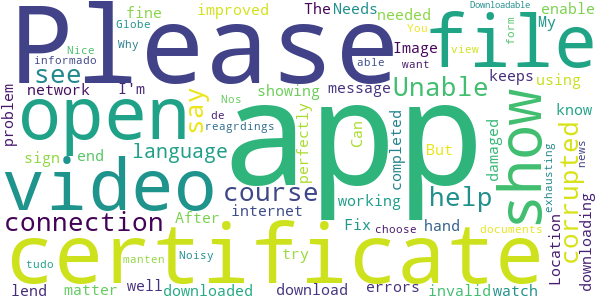 Please
file
app
certificate
open
video
show
say
see
Unable
help
course
connection
language
corrupted
Globe
improved
The
Needs
Downloadable
fine
needed
My
enable
Nice
Why
Image
You
form
view
informado
able
want
network
I'm
showing
message
keeps
using
problem
Nos
de
reagrdings
perfectly
Can
completed
But
damaged
know
exhausting
news
sign
end
After
internet
working
Fix
hand
choose
Location
downloading
documents
try
tudo
manten
Noisy
lend
matter
well
downloaded
download
errors
invalid
watch